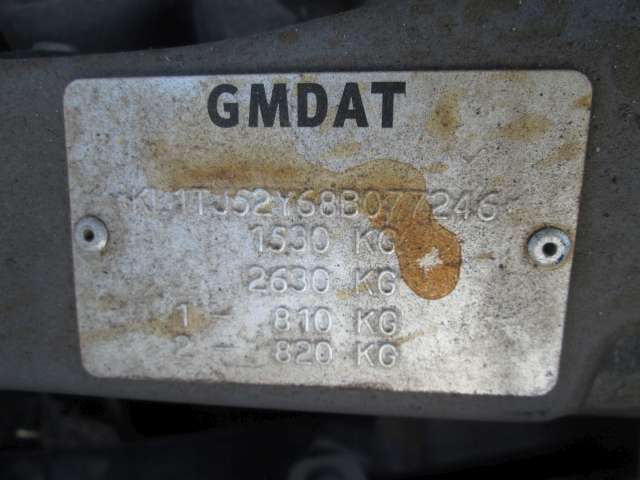 GMDAT
*KL1TJ52Y68B077246*
1530 KG
2630 KG
1 - 810 KG
2 - 820 KG